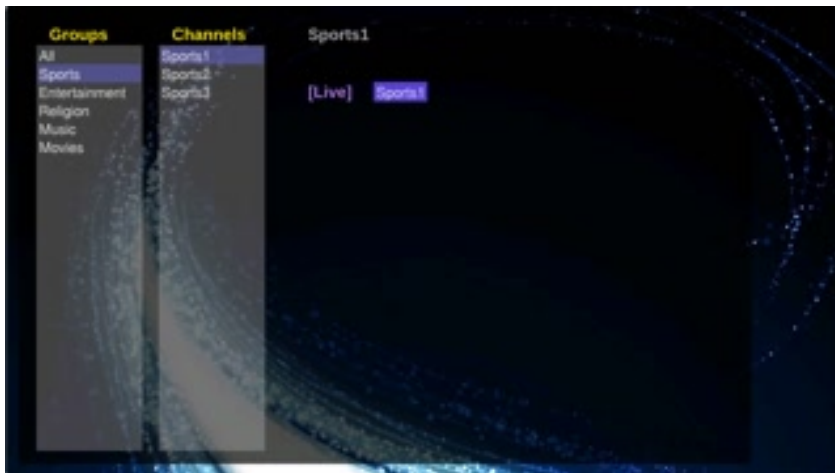 Groups
All
Sports
Entertainment
Religion
Music
Movies
Channels
Sports1
Sports2
Sports3
Sports1
[Live] Sports1